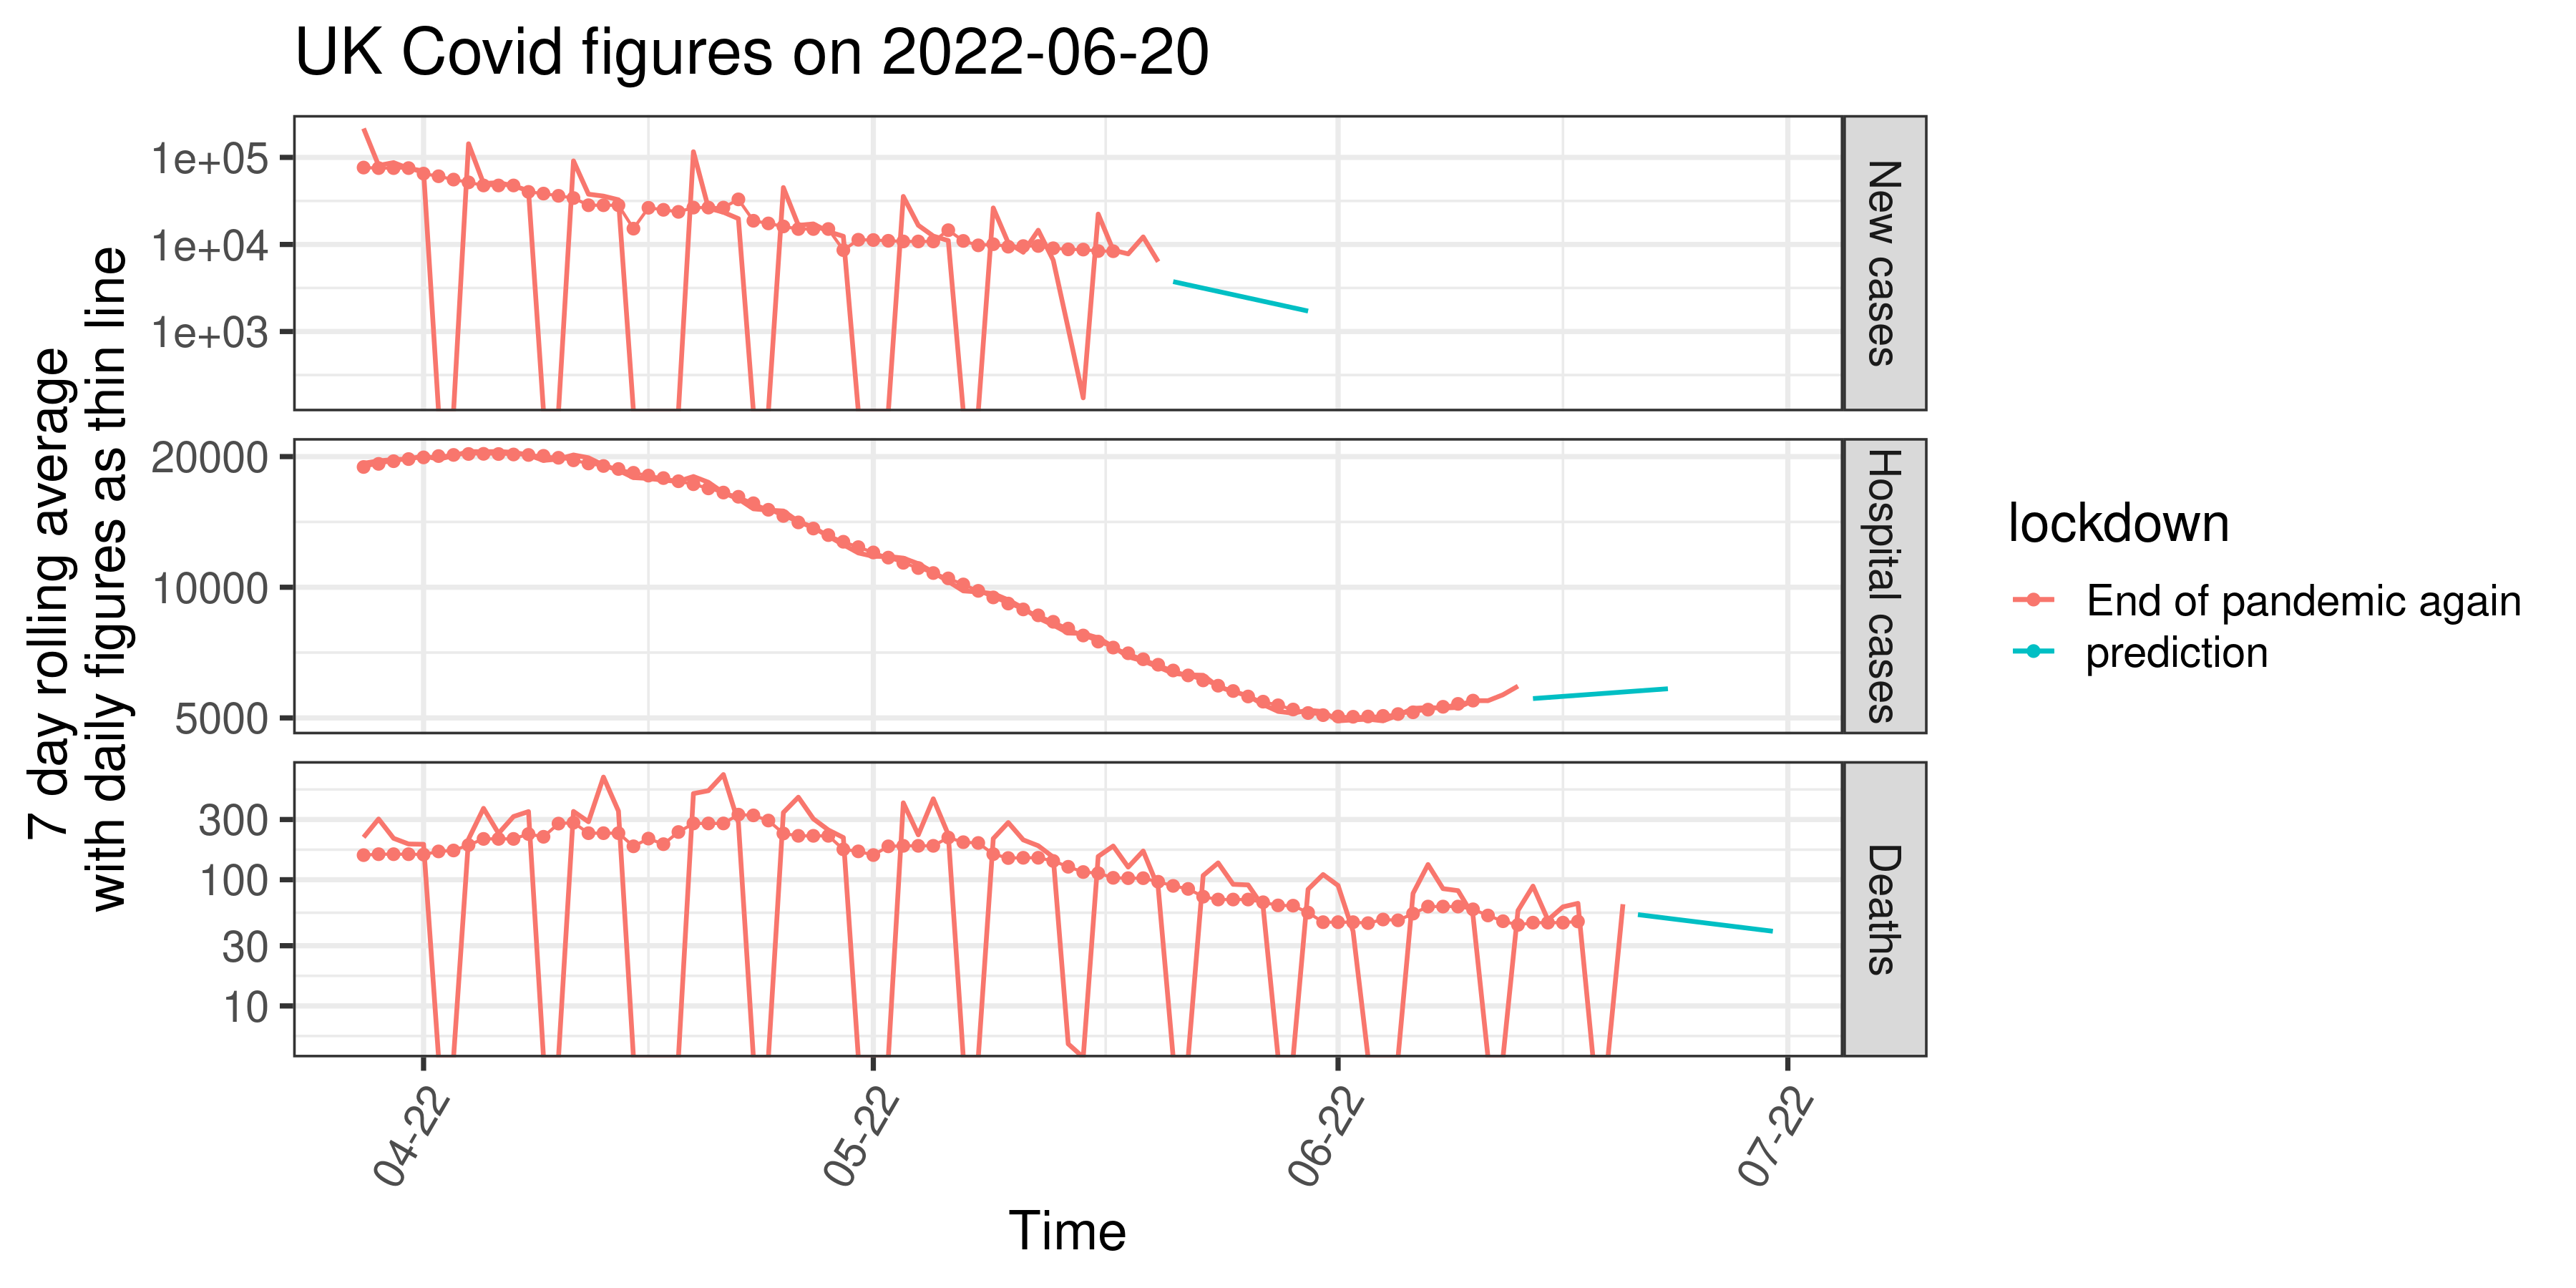 UK Covid figures on 2022-06-20
7 day rolling average
with daily figures as thin line
1e+05
1e+04
1e+03
New cases
20000
10000
5000
Hospital cases
300
100
30
10
Deaths
04-22
05-22
06-22
07-22
Time
lockdown
End of pandemic again
prediction